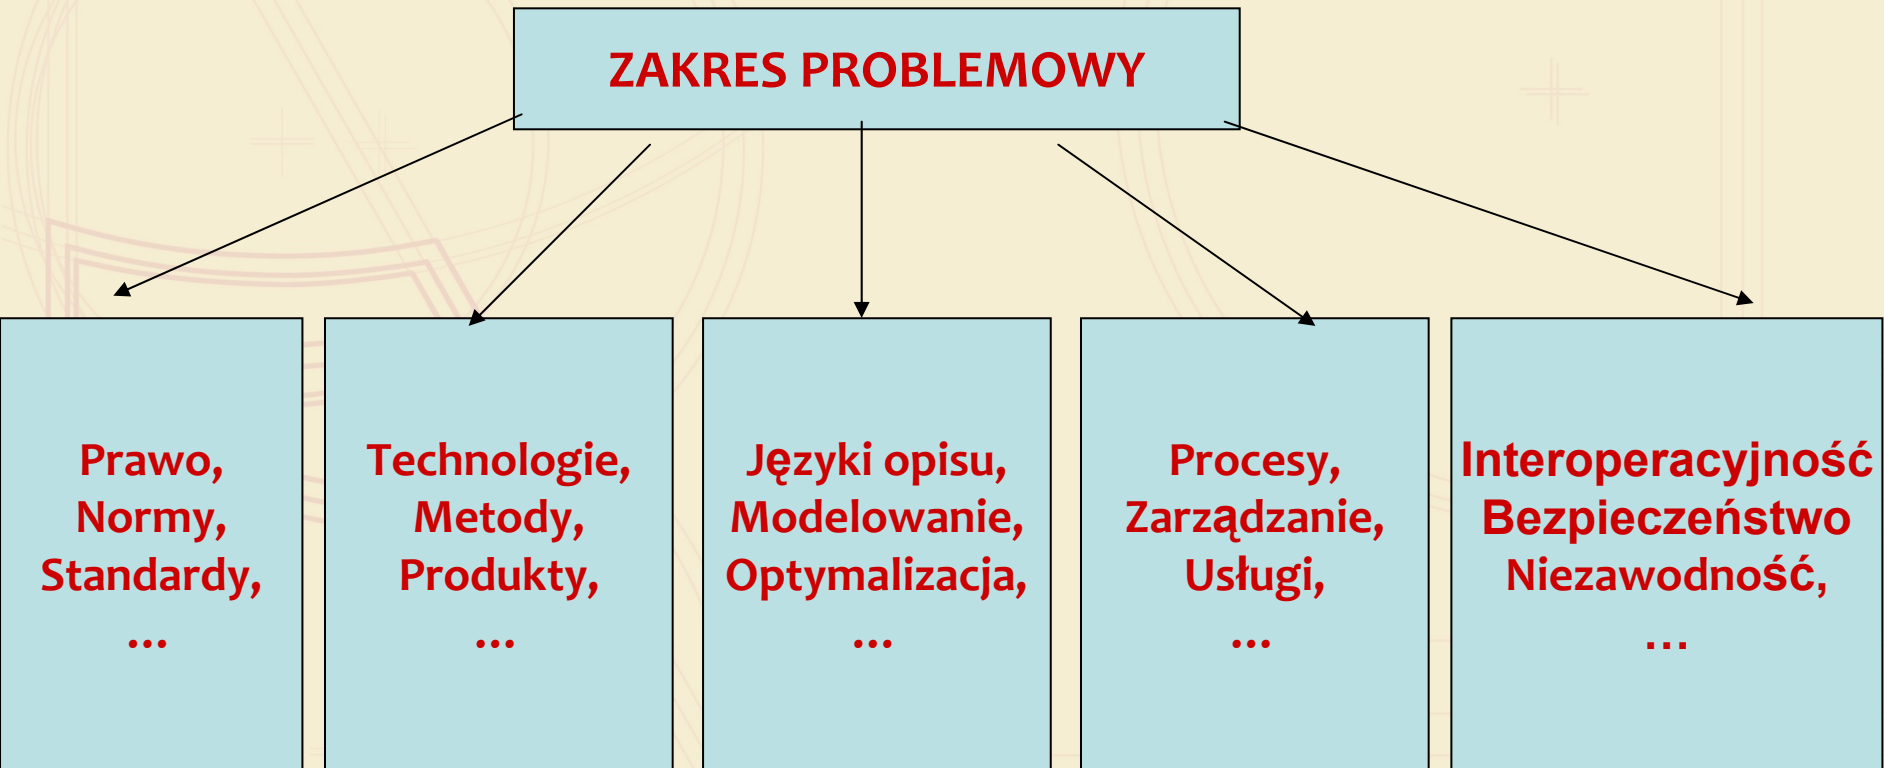 ZAKRES PROBLEMOWY
Prawo,
Normy,
Standardy,
...
Technologie,
Metody,
Produkty,
...
Języki opisu,
Modelowanie,
Optymalizacja,
...
Procesy,
Zarządzanie,
Usługi,
...
Interoperacyjność
Bezpieczeństwo
Niezawodność,
...